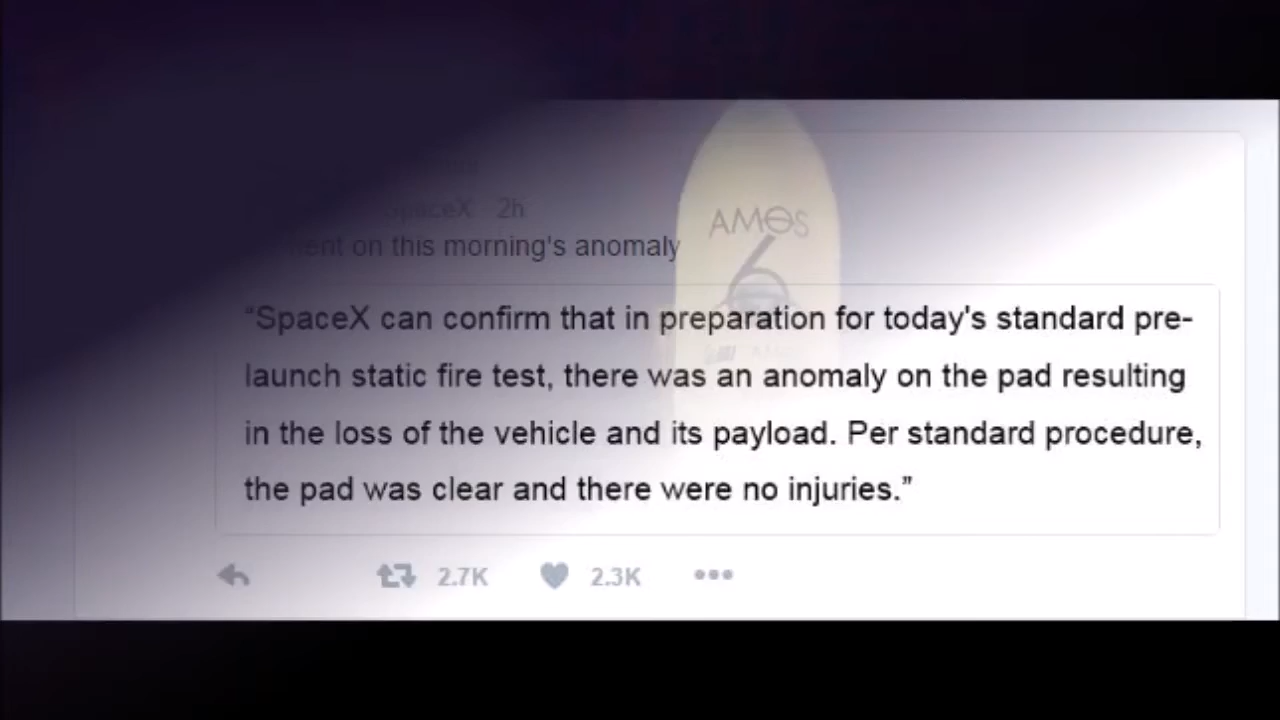 SpaceX 2h
on this morning's anomaly
AMOS
6
“SpaceX can confirm that in preparation for today's standard pre-
launch static fire test, there was an anomaly on the pad resulting
in the loss of the vehicle and its payload. Per standard procedure,
the pad was clear and there were no injuries.”
2.7K 2.3K